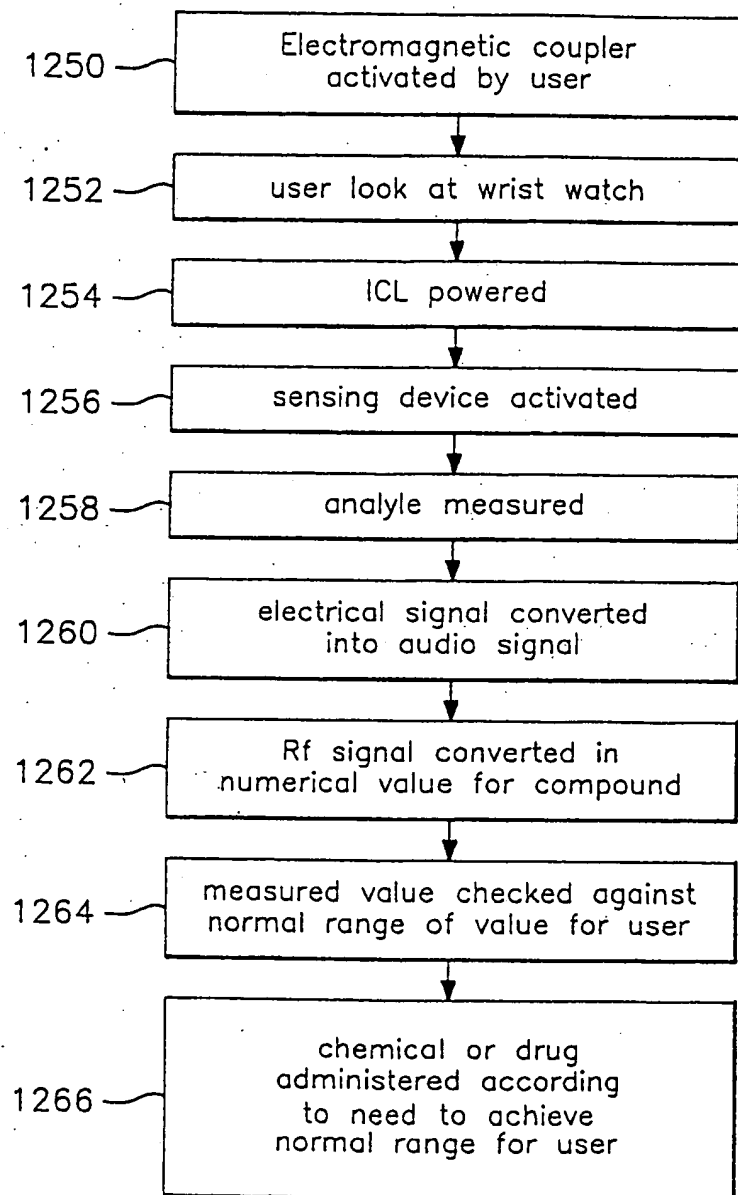 1250
Electromagnetic coupler
activated by user
1252
user look at wrist watch
1254
ICL powered
1256
sensing device activated
1258
analyle measured
1260
electrical signal converted
into audio signal
1262
Rf signal converted in
numerical value for compound
1264
measured value checked against
normal range of value for user
1266
chemical or drug
administered according
to need to achieve
normal range for user